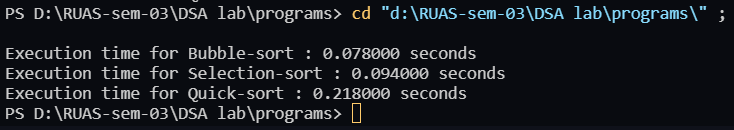 PS D:\RUAS-sem-03\DSA lab\programs> cd "d:\RUAS-sem-03\DSA lab\programs\" ;
Execution time for Bubble-sort : 0.078000 seconds
Execution time for Selection-sort : 0.094000 seconds
Execution time for Quick-sort : 0.218000 seconds
PS D:\RUAS-sem-03\DSA lab\programs>